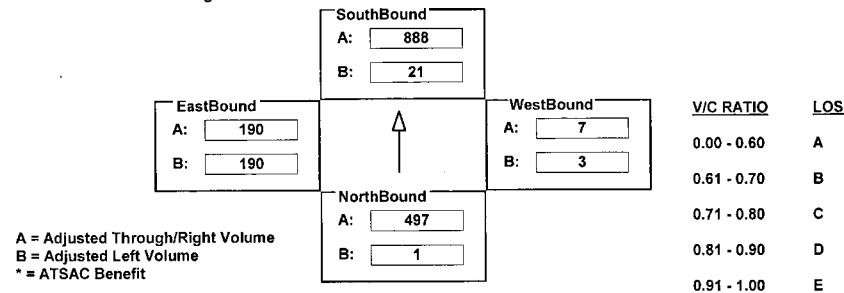 SouthBound
A: 888
B: 21
EastBound
A: 190
B: 190
WestBound
A: 7
B: 3
NorthBound
A: 497
B: 1
A = Adjusted Through/Right Volume
B = Adjusted Left Volume
* = ATSAC Benefit
V/C RATIO LOS
0.00 - 0.60 A
0.61 - 0.70 B
0.71 - 0.80 C
0.81 - 0.90 D
0.91 - 1.00 E